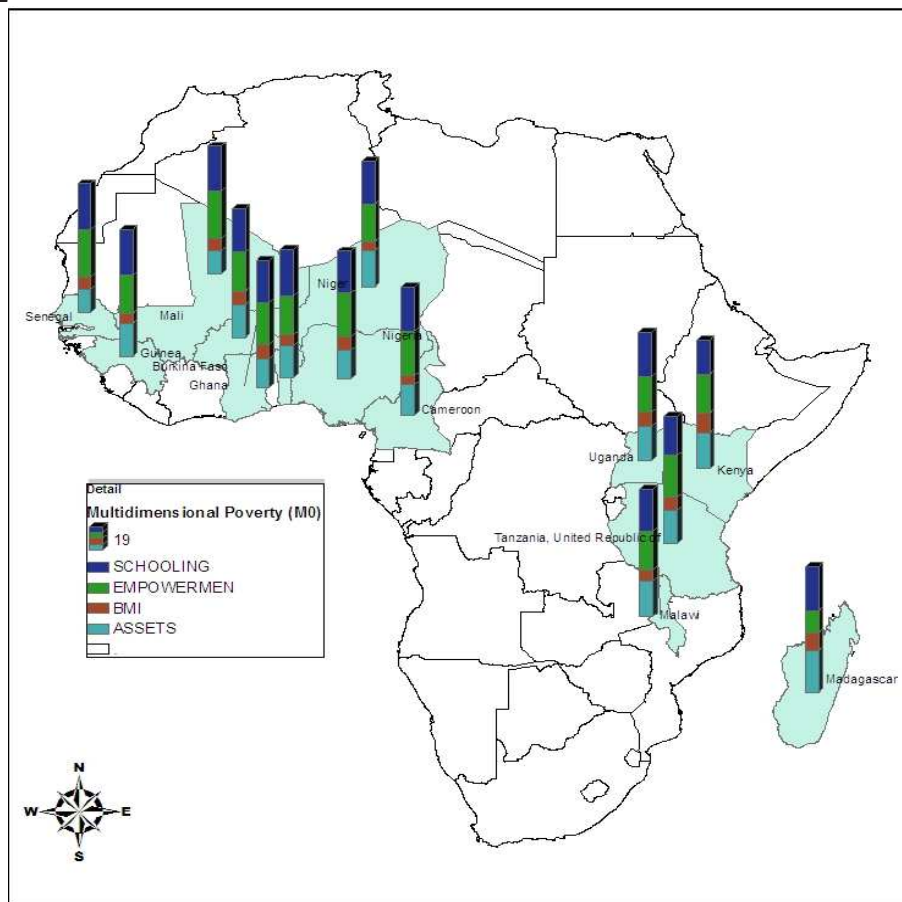 Senegal
Mali
Niger
Guinea
Burkina Faso
Ghana
Nigeria
Cameroon
Uganda
Kenya
Tanzania, United Republic of
Malawi
Madagascar
Detail
Multidimensional Poverty (M0)
19
SCHOOLING
EMPOWERMEN
BMI
ASSETS
.
N
W
E
S